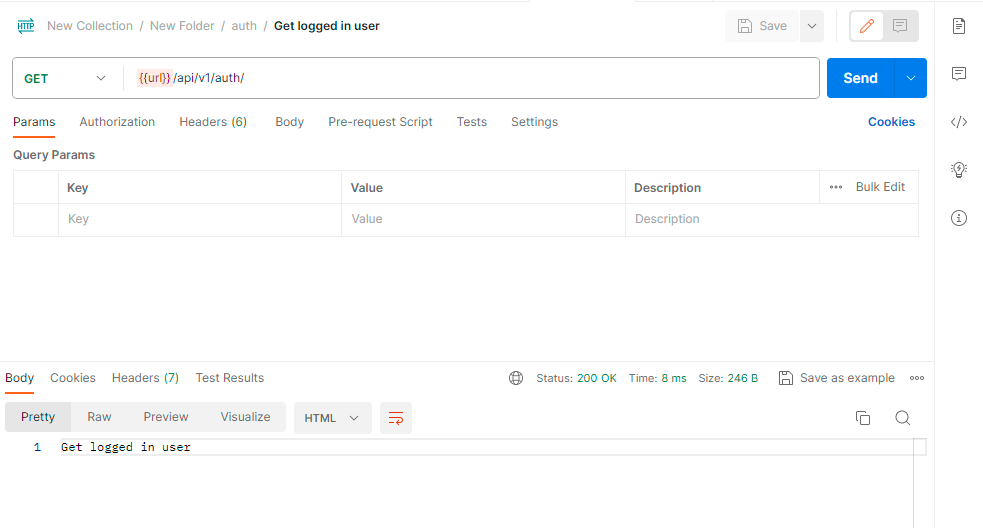 HTTP New Collection / New Folder / auth / Get logged in user Save
GET {{url}}/api/v1/auth/ Send
Params Authorization Headers (6) Body Pre-request Script Tests Settings Cookies
Query Params
Key Value Description ••• Bulk Edit
Key Value Description
Body Cookies Headers (7) Test Results Status: 200 OK Time: 8 ms Size: 246 B Save as example
Pretty Raw Preview Visualize HTML
1 Get logged in user